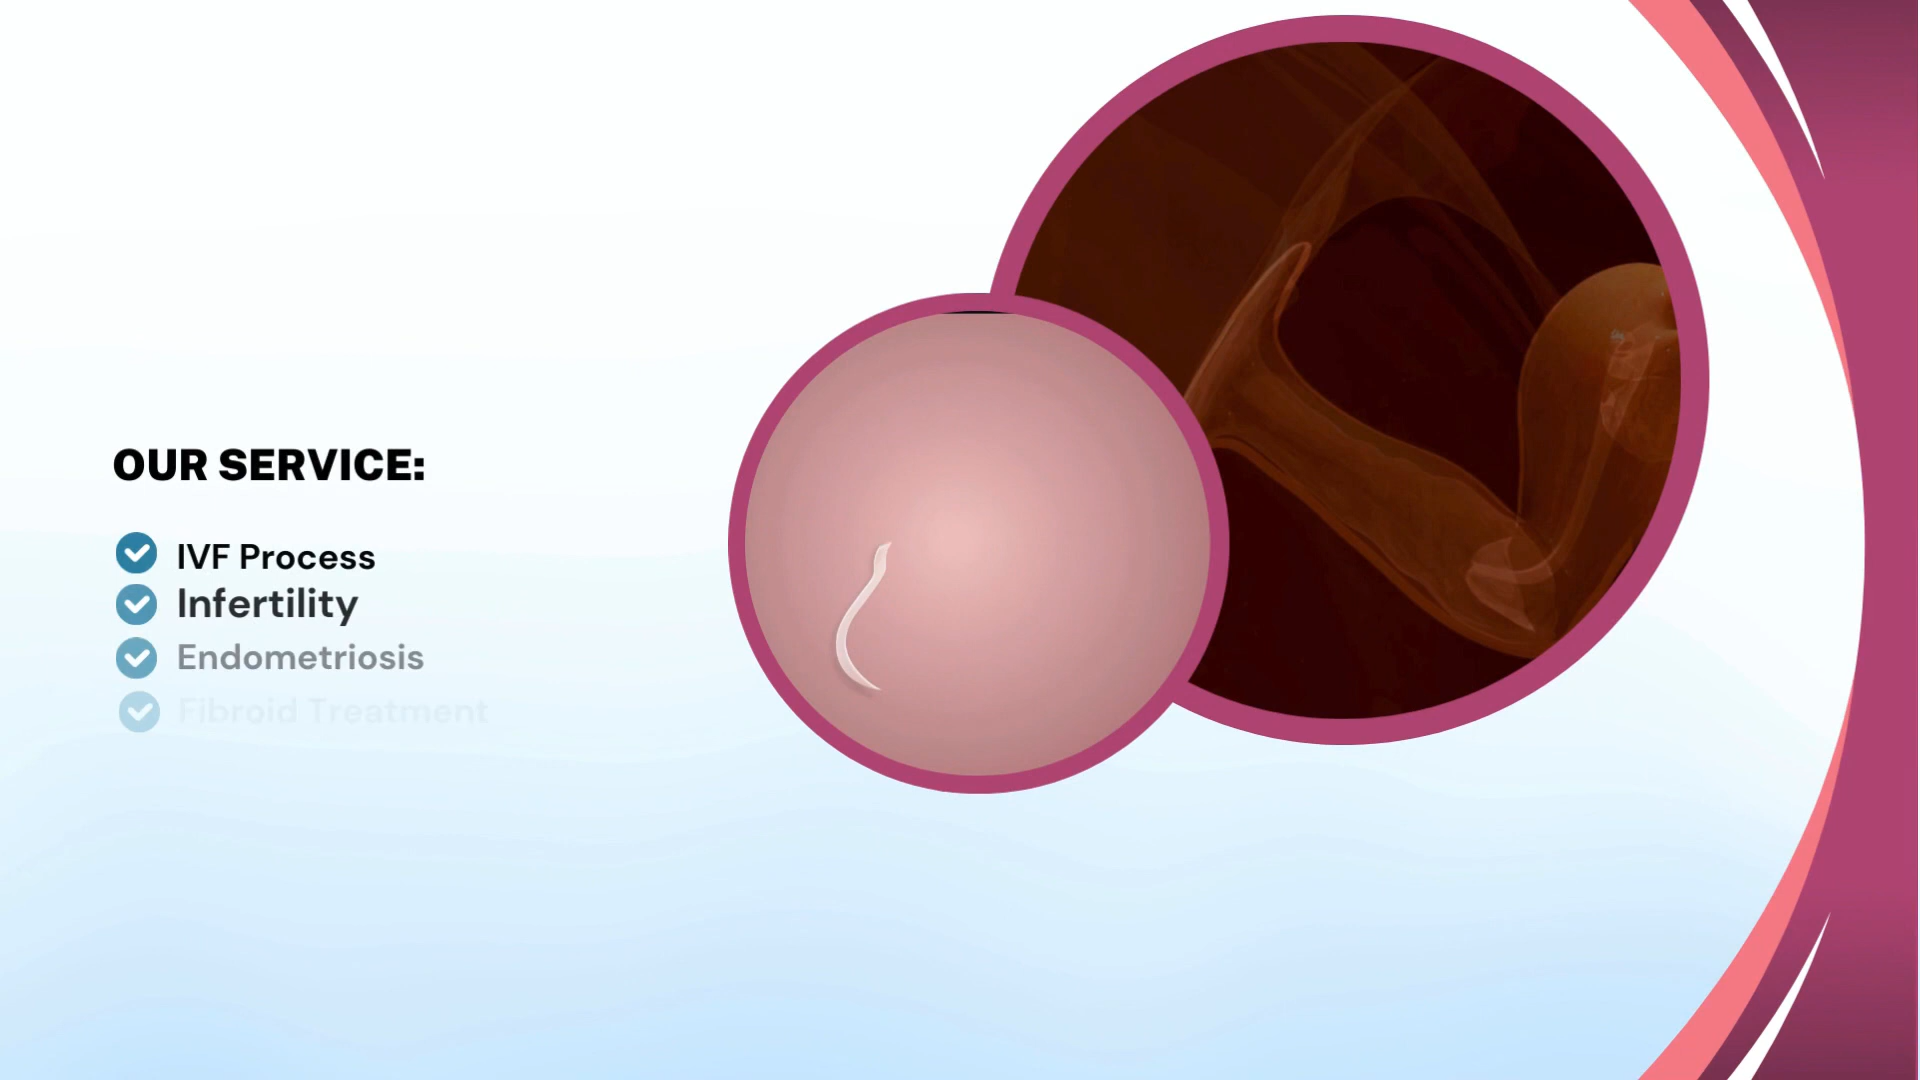 OUR SERVICE:
IVF Process
Infertility
Endometriosis
Fibroid Treatment